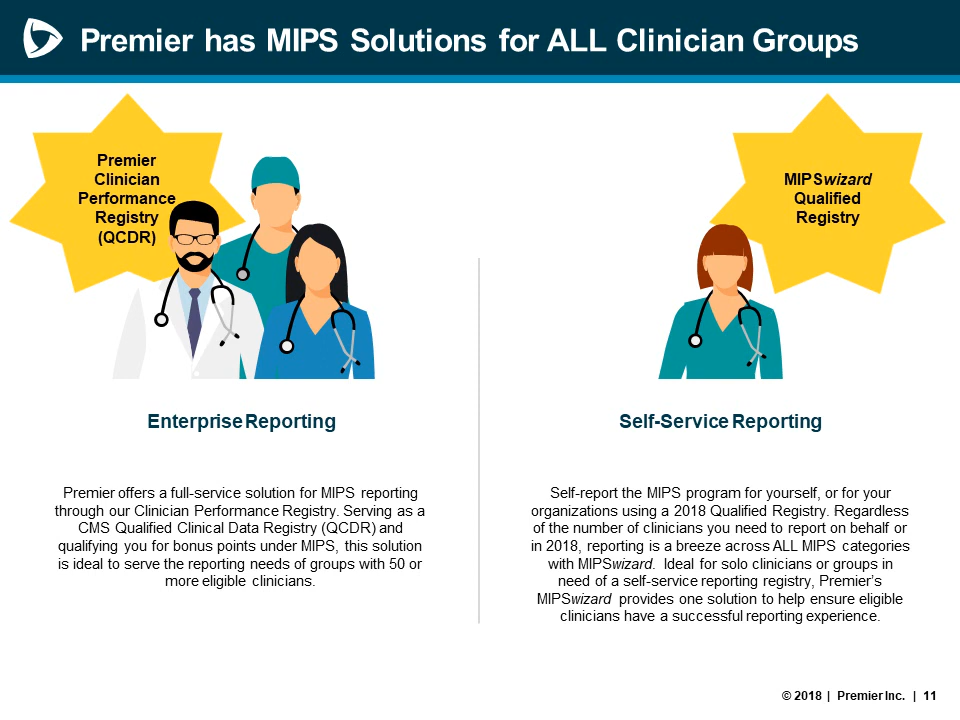 Premier has MIPS Solutions for ALL Clinician Groups
Premier
Clinician
Performance
Registry
(QCDR)
MIPSwizard
Qualified
Registry
Enterprise Reporting
Premier offers a full-service solution for MIPS reporting
through our Clinician Performance Registry. Serving as a
CMS Qualified Clinical Data Registry (QCDR) and
qualifying you for bonus points under MIPS, this solution
is ideal to serve the reporting needs of groups with 50 or
more eligible clinicians.
Self-Service Reporting
Self-report the MIPS program for yourself, or for your
organizations using a 2018 Qualified Registry. Regardless
of the number of clinicians you need to report on behalf or
in 2018, reporting is a breeze across ALL MIPS categories
with MIPSwizard. Ideal for solo clinicians or groups in
need of a self-service reporting registry, Premier’s
MIPSwizard provides one solution to help ensure eligible
clinicians have a successful reporting experience.
© 2018 | Premier Inc. | 11